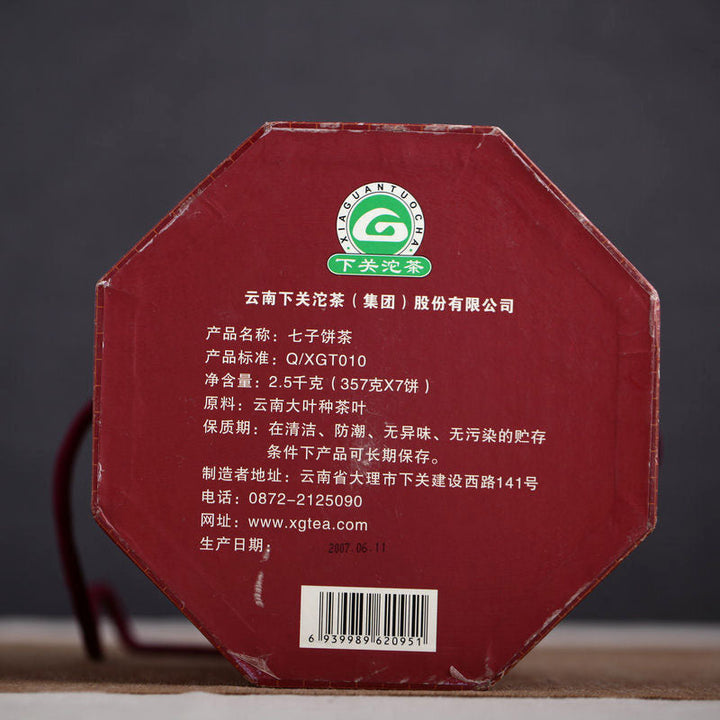 XIAGUANTUOCHA
下关沱茶
云南下关沱茶(集团)股份有限公司
产品名称：七子饼茶
产品标准：Q/XGT010
净含量：2.5千克(357克X7饼)
原料：云南大叶种茶叶
保质期：在清洁、防潮、无异味、无污染的贮存
条件下产品可长期保存。
制造者地址：云南省大理市下关建设西路141号
电话：0872-2125090
网址：www.xgtea.com
生产日期：2007.06.11
6 939989 620951